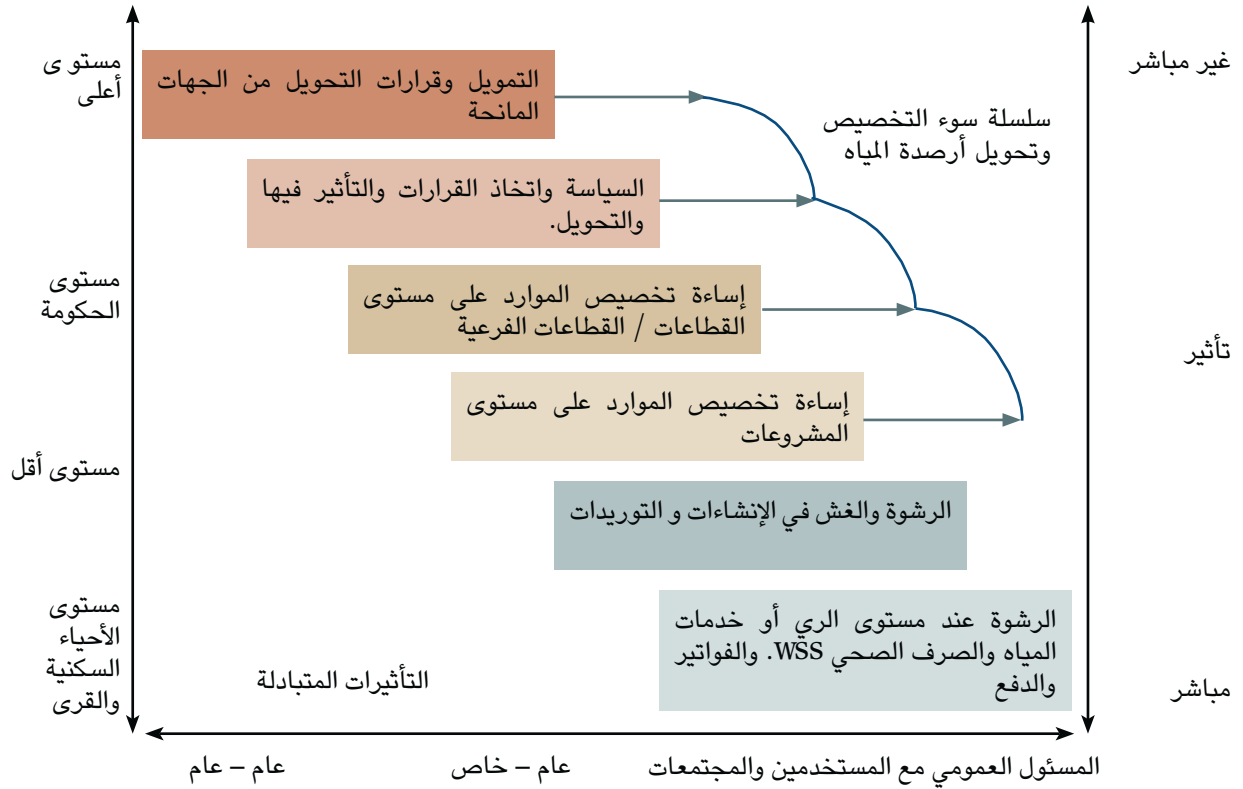 مستو ى
أعلى
غير مباشر
التمويل وقرارات التحويل من الجهات
المانحة
سلسلة سوء التخصيص
وتحويل أرصدة المياه
السياسة واتخاذ القرارات والتأثير فيها
والتحويل.
مستوى
الحكومة
إساءة تخصيص الموارد على مستوى
القطاعات / القطاعات الفرعية
تأثير
إساءة تخصيص الموارد على مستوى
المشروعات
مستوى أقل
الرشوة والغش في الإنشاءات و التوريدات
مستوى
الأحياء
السكنية
والقرى
الرشوة عند مستوى الري أو خدمات
المياه والصرف الصحي WSS. والفواتير
والدفع
التأثيرات المتبادلة
مباشر
المسئول العمومي مع المستخدمين والمجتمعات
عام – خاص
عام – عام